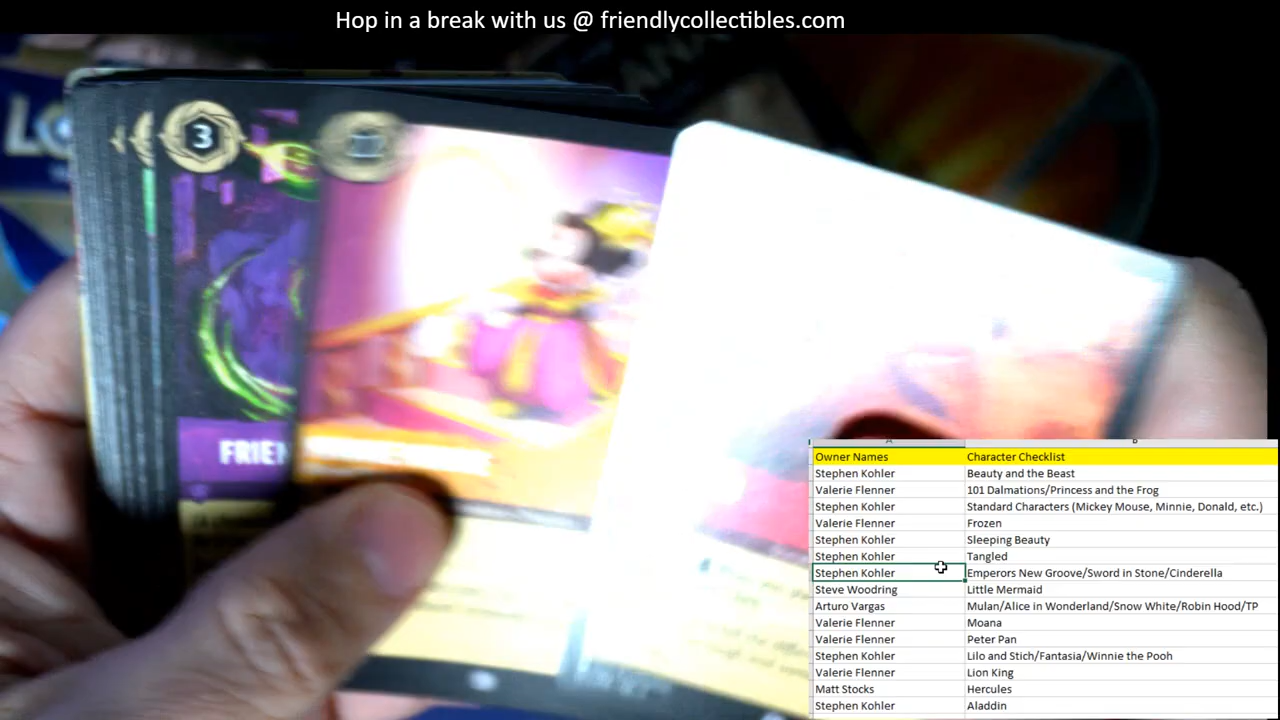 Hop in a break with us @ friendlycollectibles.com
3
FRIEN
Owner Names Character Checklist
Stephen Kohler Beauty and the Beast
Valerie Flenner 101 Dalmations/Princess and the Frog
Stephen Kohler Standard Characters (Mickey Mouse, Minnie, Donald, etc.)
Valerie Flenner Frozen
Stephen Kohler Sleeping Beauty
Stephen Kohler Tangled
Stephen Kohler Emperors New Groove/Sword in Stone/Cinderella
Steve Woodring Little Mermaid
Arturo Vargas Mulan/Alice in Wonderland/Snow White/Robin Hood/TP
Valerie Flenner Moana
Valerie Flenner Peter Pan
Stephen Kohler Lilo and Stich/Fantasia/Winnie the Pooh
Valerie Flenner Lion King
Matt Stocks Hercules
Stephen Kohler Aladdin